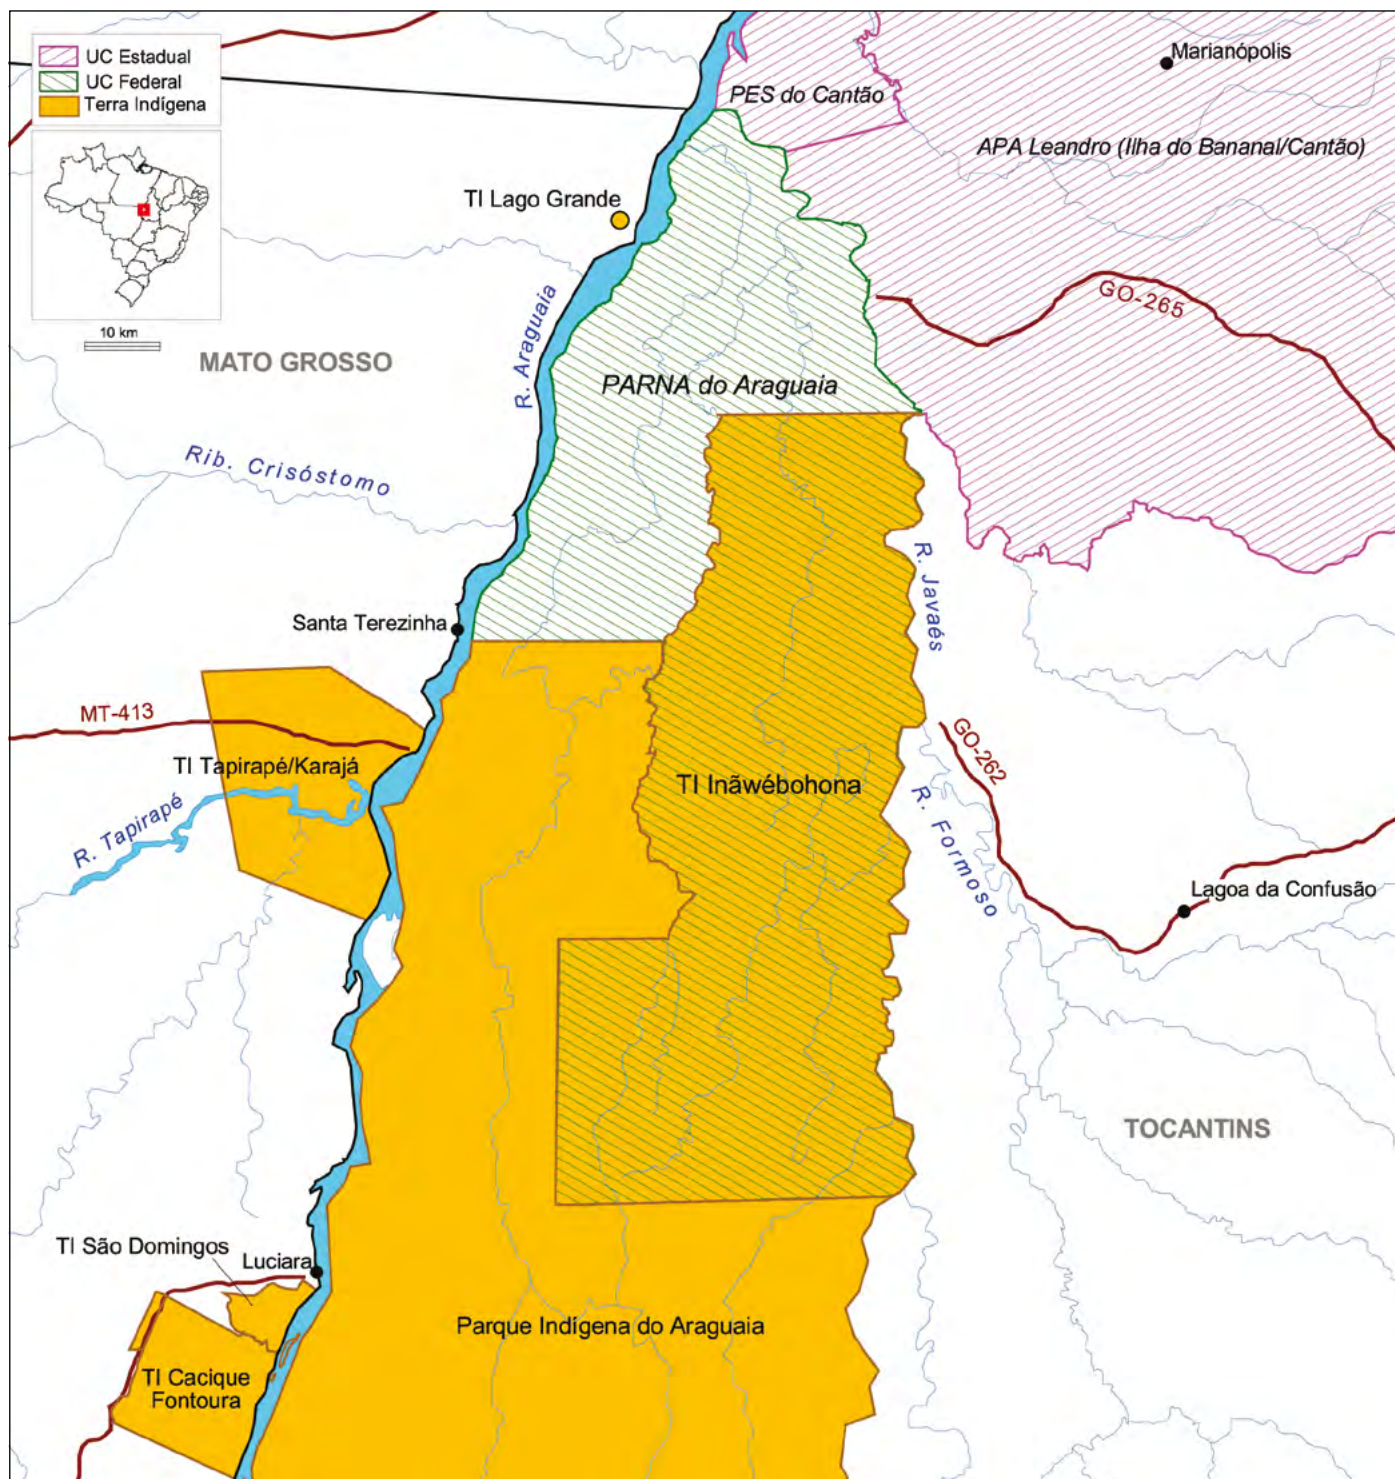 UC Estadual
UC Federal
Terra Indígena
10 km
Marianópolis
PES do Cantão
APA Leandro (Ilha do Bananal/Cantão)
TI Lago Grande
GO-265
R. Araguaia
MATO GROSSO
PARNA do Araguaia
Rib. Crisóstomo
R. Javaés
Santa Terezinha
MT-413
GO-262
TI Tapirapé/Karajá
TI Inãwébohona
R. Tapirapé
R. Formoso
Lagoa da Confusão
TOCANTINS
TI São Domingos
Luciara
Parque Indígena do Araguaia
TI Cacique
Fontoura